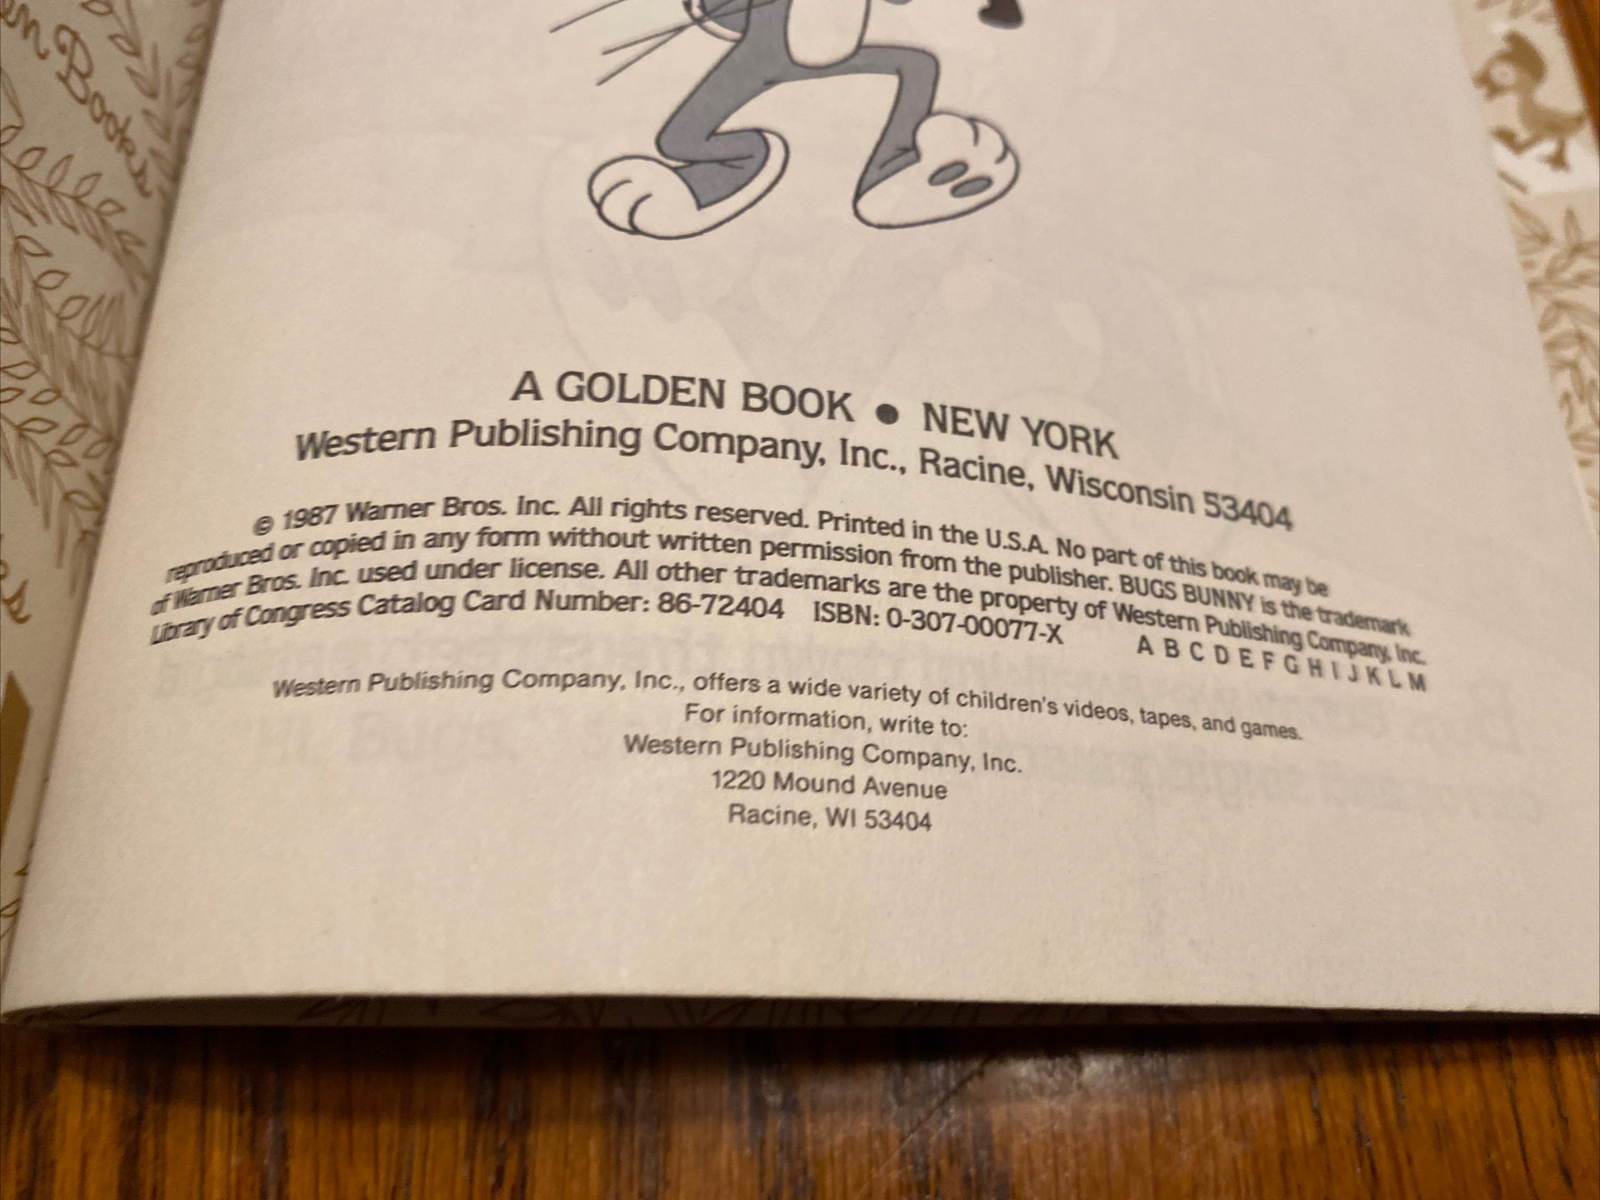 en Books
A GOLDEN BOOK ● NEW YORK
Western Publishing Company, Inc., Racine, Wisconsin 53404
© 1987 Warner Bros. Inc. All rights reserved. Printed in the U.S.A. No part of this book may be
reproduced or copied in any form without written permission from the publisher. BUGS BUNNY is the trademark
of Warner Bros. Inc. used under license. All other trademarks are the property of Western Publishing Company, Inc.
Library of Congress Catalog Card Number: 86-72404 ISBN: 0-307-00077-X A B C D E F G H I J K L M
Western Publishing Company, Inc., offers a wide variety of children's videos, tapes, and games.
For information, write to:
Western Publishing Company, Inc.
1220 Mound Avenue
Racine, WI 53404